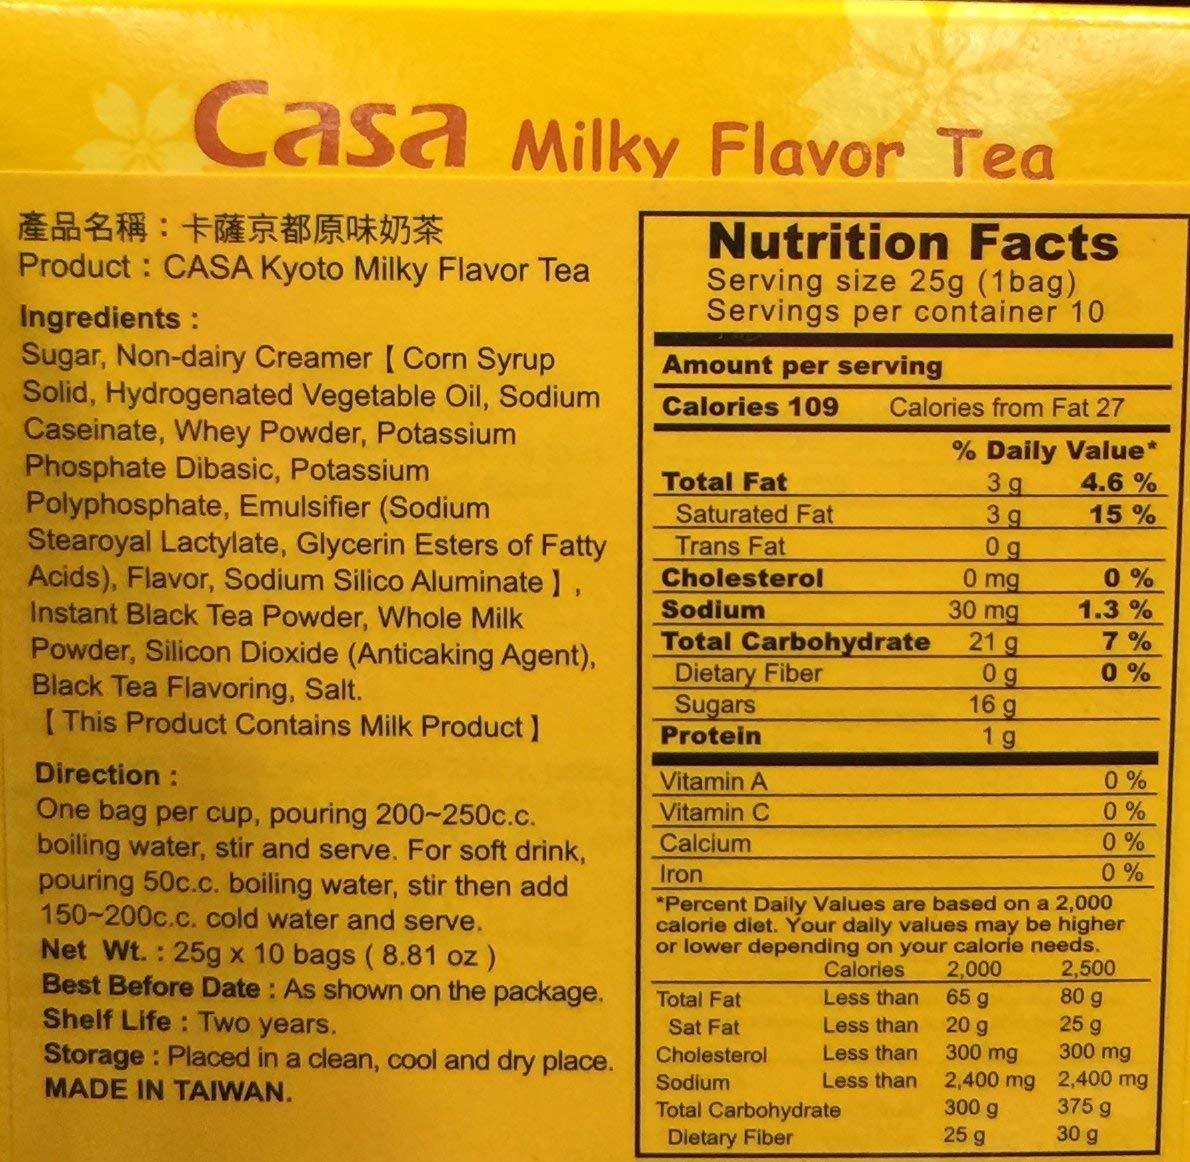 Casa Milky Flavor Tea
產品名稱：卡薩京都原味奶茶
Product : CASA Kyoto Milky Flavor Tea
Ingredients :
Sugar, Non-dairy Creamer【 Corn Syrup
Solid, Hydrogenated Vegetable Oil, Sodium
Caseinate, Whey Powder, Potassium
Phosphate Dibasic, Potassium
Polyphosphate, Emulsifier (Sodium
Stearoyal Lactylate, Glycerin Esters of Fatty
Acids), Flavor, Sodium Silico Aluminate 】,
Instant Black Tea Powder, Whole Milk
Powder, Silicon Dioxide (Anticaking Agent),
Black Tea Flavoring, Salt.
【 This Product Contains Milk Product 】
Direction :
One bag per cup, pouring 200~250c.c.
boiling water, stir and serve. For soft drink,
pouring 50c.c. boiling water, stir then add
150~200c.c. cold water and serve.
Net Wt. : 25g x 10 bags ( 8.81 oz )
Best Before Date : As shown on the package.
Shelf Life : Two years.
Storage : Placed in a clean, cool and dry place.
MADE IN TAIWAN.
Nutrition Facts
Serving size 25g (1bag)
Servings per container 10
Amount per serving
Calories 109 Calories from Fat 27
% Daily Value*
Total Fat 3 g 4.6 %
Saturated Fat 3 g 15 %
Trans Fat 0 g
Cholesterol 0 mg 0 %
Sodium 30 mg 1.3 %
Total Carbohydrate 21 g 7 %
Dietary Fiber 0 g 0 %
Sugars 16 g
Protein 1 g
Vitamin A 0 %
Vitamin C 0 %
Calcium 0 %
Iron 0 %
*Percent Daily Values are based on a 2,000
calorie diet. Your daily values may be higher
or lower depending on your calorie needs.
Calories 2,000 2,500
Total Fat Less than 65 g 80 g
Sat Fat Less than 20 g 25 g
Cholesterol Less than 300 mg 300 mg
Sodium Less than 2,400 mg 2,400 mg
Total Carbohydrate 300 g 375 g
Dietary Fiber 25 g 30 g